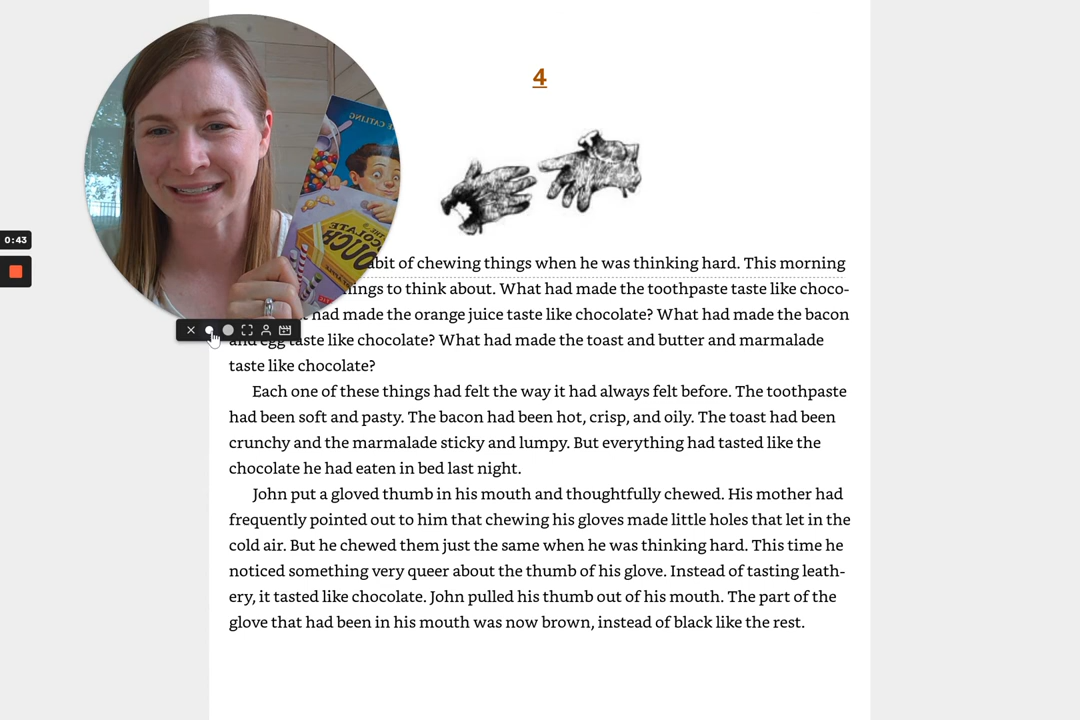 4
0:43
E CATLING
THE
OLATE
OUCH
abit of chewing things when he was thinking hard. This morning
ings to think about. What had made the toothpaste taste like choco-
had made the orange juice taste like chocolate? What had made the bacon
and egg taste like chocolate? What had made the toast and butter and marmalade
taste like chocolate?
Each one of these things had felt the way it had always felt before. The toothpaste
had been soft and pasty. The bacon had been hot, crisp, and oily. The toast had been
crunchy and the marmalade sticky and lumpy. But everything had tasted like the
chocolate he had eaten in bed last night.
John put a gloved thumb in his mouth and thoughtfully chewed. His mother had
frequently pointed out to him that chewing his gloves made little holes that let in the
cold air. But he chewed them just the same when he was thinking hard. This time he
noticed something very queer about the thumb of his glove. Instead of tasting leath-
ery, it tasted like chocolate. John pulled his thumb out of his mouth. The part of the
glove that had been in his mouth was now brown, instead of black like the rest.